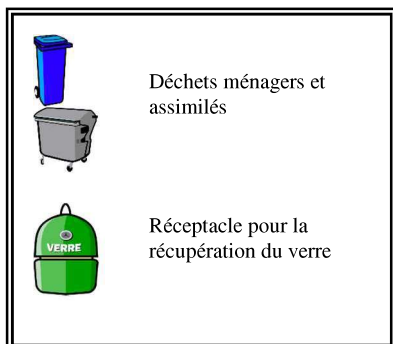 Déchets ménagers et
assimilés
VERRE
Réceptacle pour la
récupération du verre